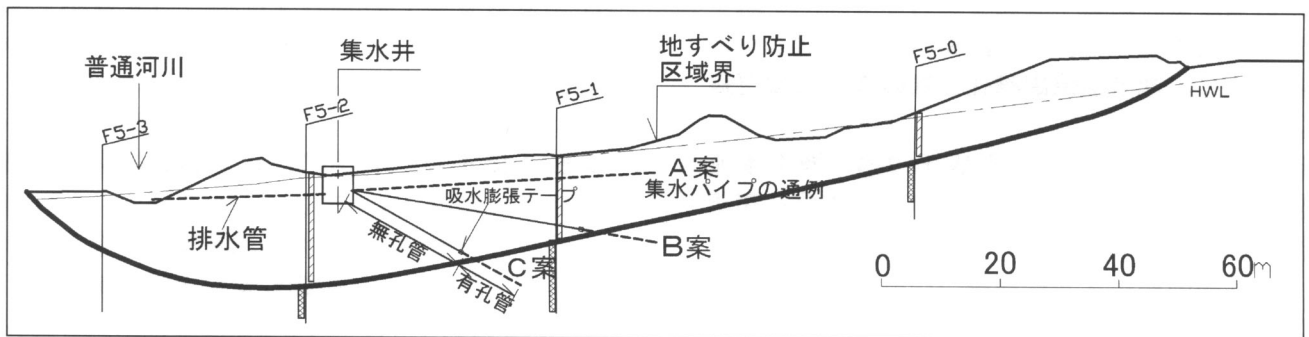 普通河川
集水井
地すべり防止
区域界
F5-0
F5-1
F5-2
F5-3
HWL
A案
集水パイプの通例
吸水膨張テープ
排水管
無孔管
有孔管
C案
B案
0 20 40 60m